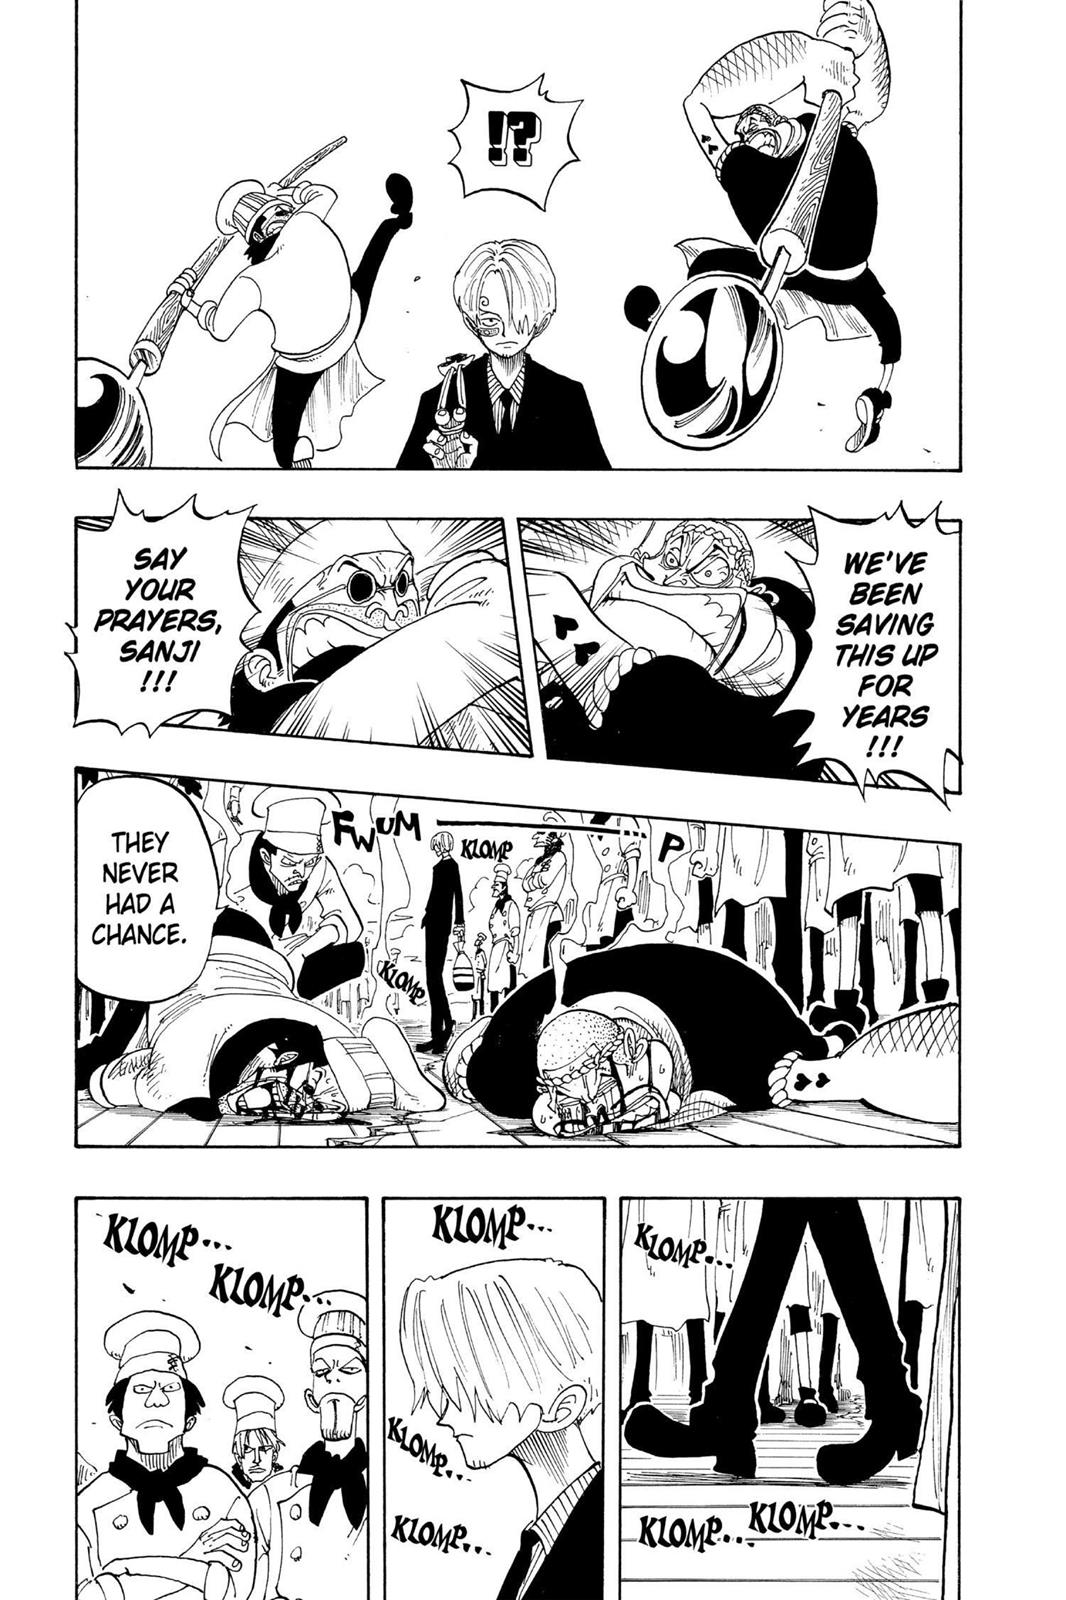 !?
WE'VE
BEEN
SAVING
THIS UP
FOR
YEARS
!!!
SAY
YOUR
PRAYERS,
SANJI
!!!
FWUMP
KLOMP
KLOMP
THEY
NEVER
HAD A
CHANCE.
KLOMP...
KLOMP...
KLOMP...
KLOMP...
KLOMP...
KLOMP...
KLOMP...
KLOMP...